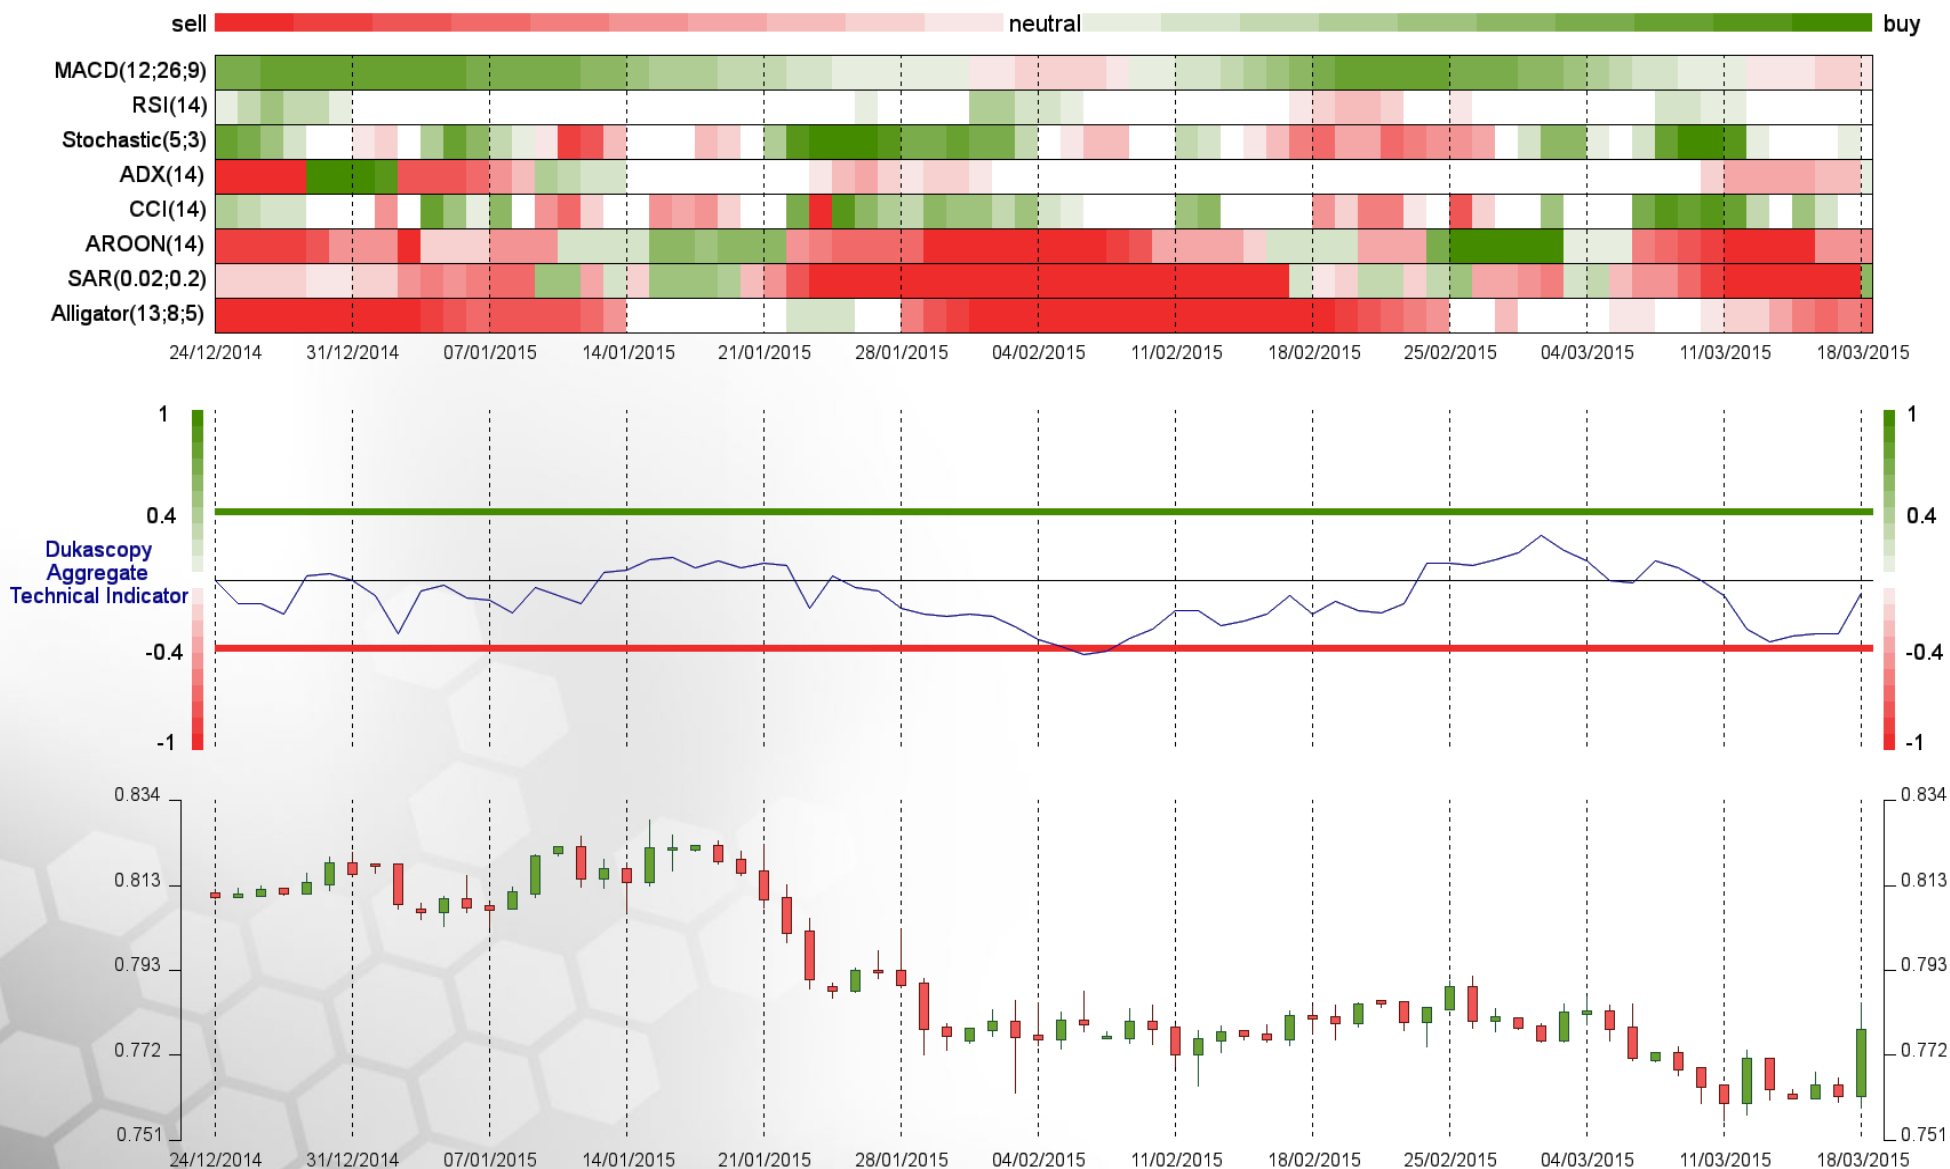 sell neutral buy
MACD(12;26;9)
RSI(14)
Stochastic(5;3)
ADX(14)
CCI(14)
AROON(14)
SAR(0.02;0.2)
Alligator(13;8;5)
24/12/2014 31/12/2014 07/01/2015 14/01/2015 21/01/2015 28/01/2015 04/02/2015 11/02/2015 18/02/2015 25/02/2015 04/03/2015 11/03/2015 18/03/2015
1 1
0.4 0.4
Dukascopy
Aggregate
Technical Indicator
-0.4 -0.4
-1 -1
0.834 0.834
0.813 0.813
0.793 0.793
0.772 0.772
0.751 0.751
24/12/2014 31/12/2014 07/01/2015 14/01/2015 21/01/2015 28/01/2015 04/02/2015 11/02/2015 18/02/2015 25/02/2015 04/03/2015 11/03/2015 18/03/2015